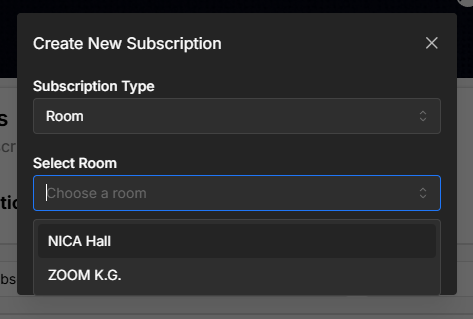 Create New Subscription
Subscription Type
Room
Select Room
Choose a room
NICA Hall
ZOOM K.G.